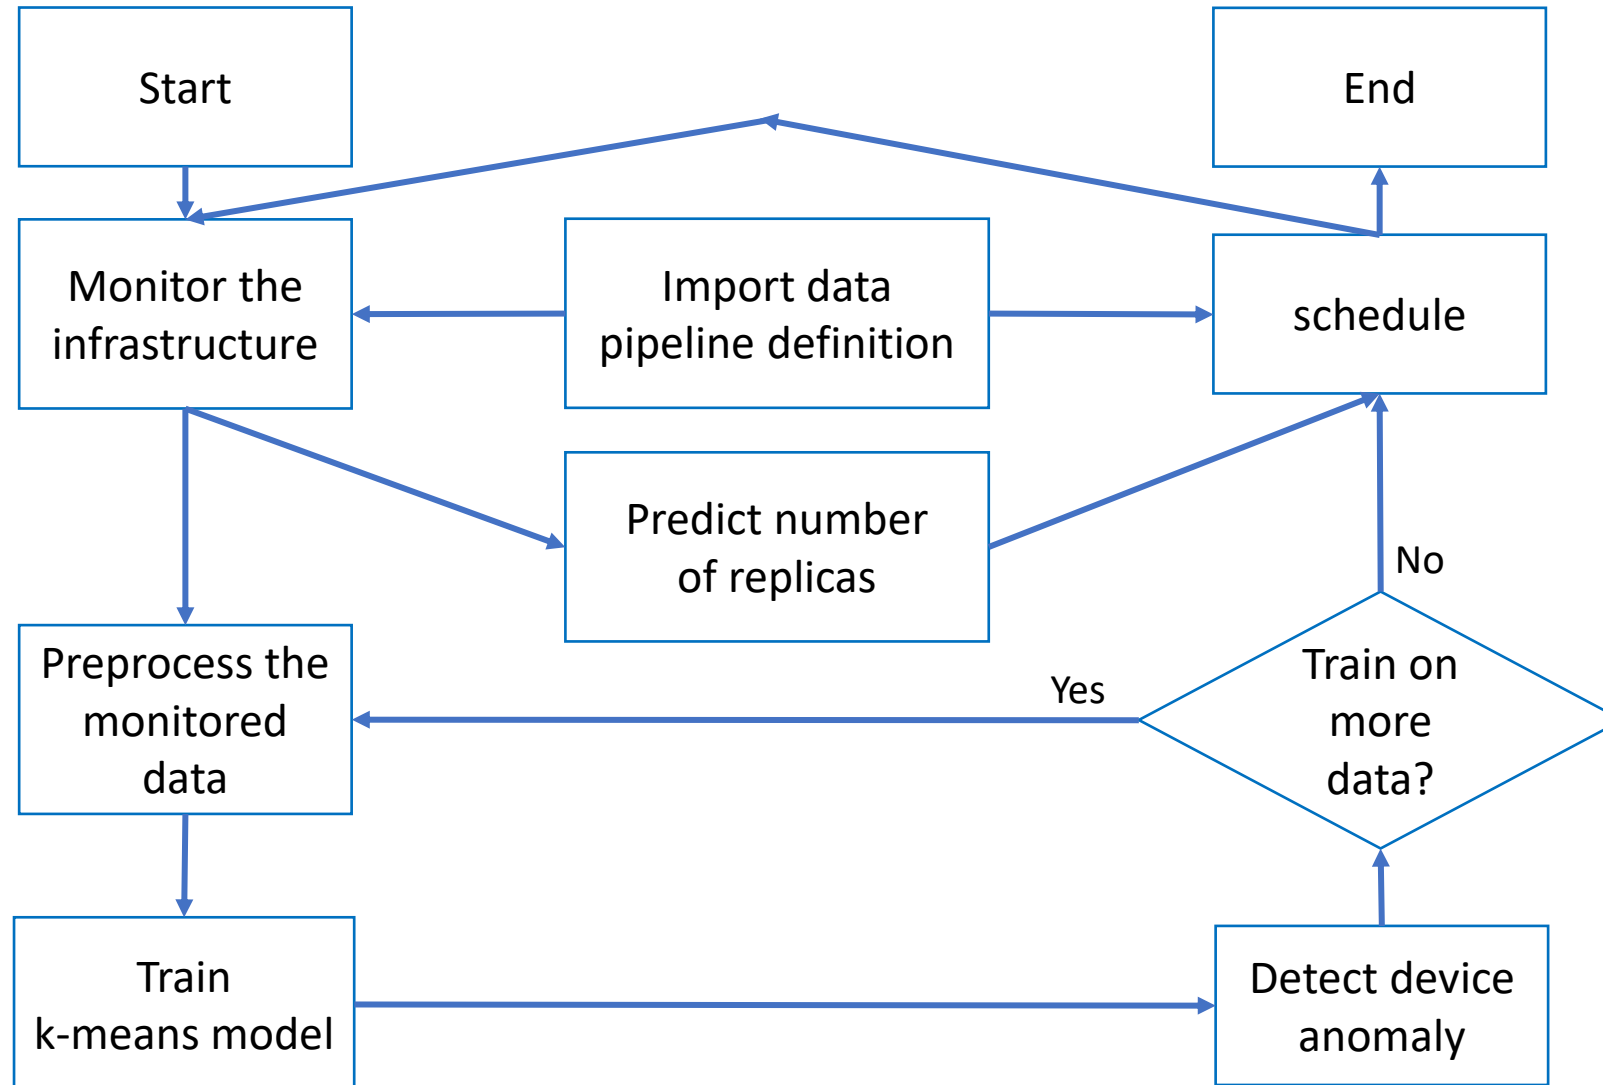 Start
End
Monitor the
infrastructure
Import data
pipeline definition
schedule
Predict number
of replicas
No
Preprocess the
monitored
data
Yes
Train on
more
data?
Train
k-means model
Detect device
anomaly